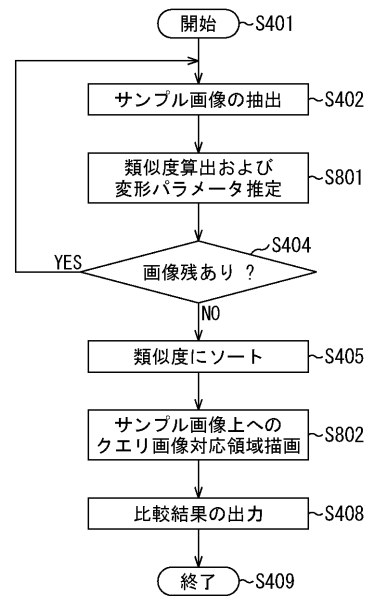 開始 S401
サンプル画像の抽出 S402
類似度算出および
変形パラメータ推定 S801
S404
YES
画像残あり ?
NO
類似度にソート S405
サンプル画像上への
クエリ画像対応領域描画 S802
比較結果の出力 S408
終了 S409